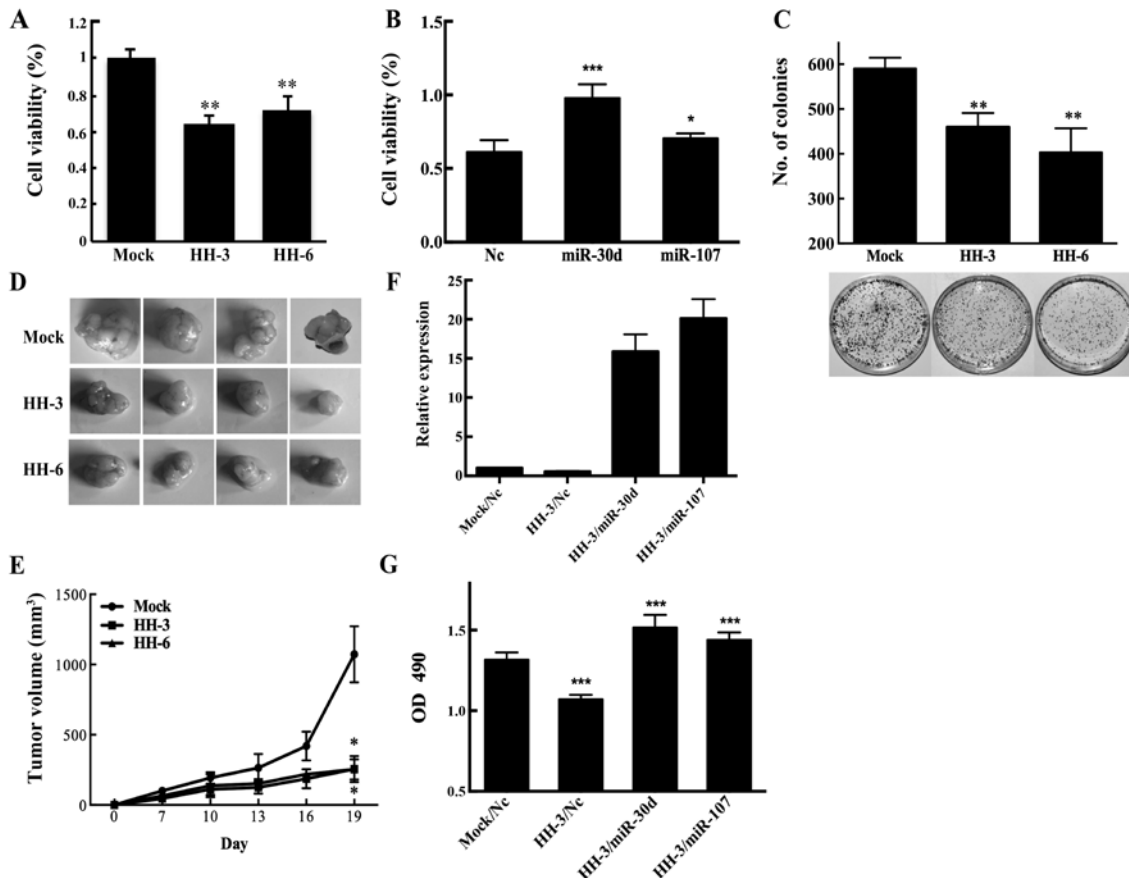 A
Cell viability (%)
1.2
1
0.8
0.6
0.4
0.2
0
**
**
Mock HH-3 HH-6
B
Cell viability (%)
1.5
1.0
0.5
0.0
***
*
Nc miR-30d miR-107
C
No. of colonies
600
500
400
300
200
**
**
Mock HH-3 HH-6
D
Mock
HH-3
HH-6
F
Relative expression
25
20
15
10
5
0
Mock/Nc
HH-3/Nc
HH-3/miR-30d
HH-3/miR-107
E
Tumor volume (mm³)
1500
1000
500
0
Mock
HH-3
HH-6
*
*
0 7 10 13 16 19
Day
G
OD 490
1.5
1.0
0.5
***
***
***
Mock/Nc
HH-3/Nc
HH-3/miR-30d
HH-3/miR-107